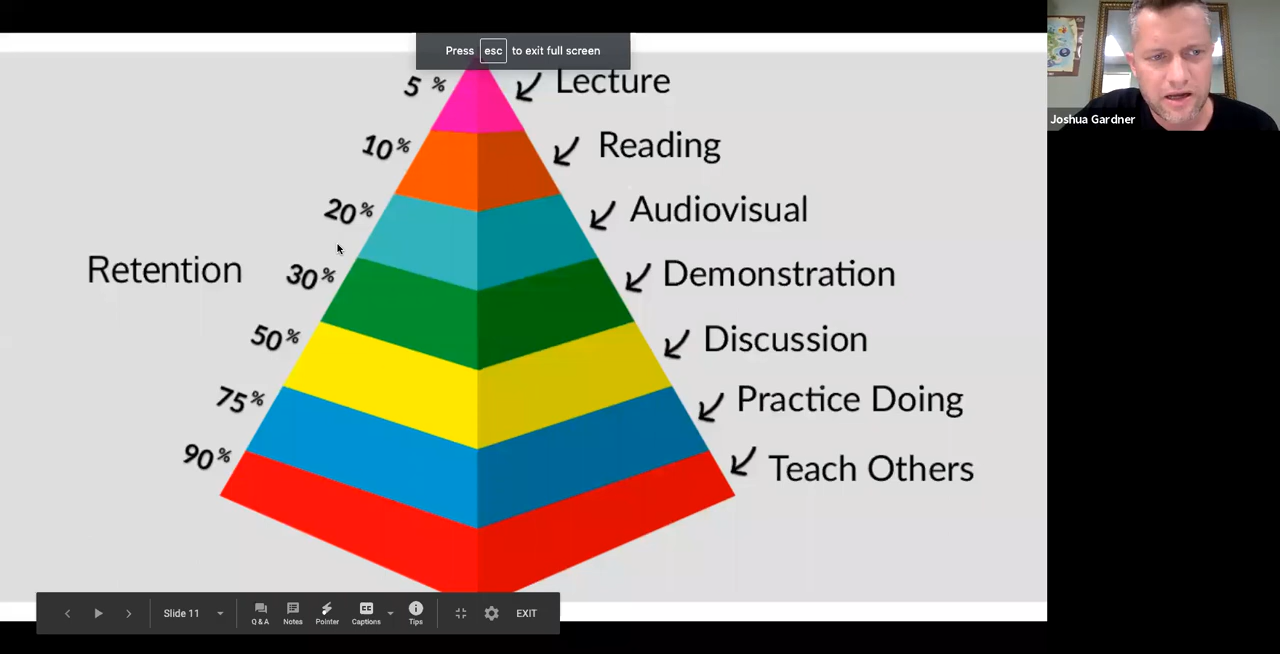 Press esc to exit full screen
5 % Lecture
10% Reading
20% Audiovisual
Retention 30% Demonstration
50% Discussion
75% Practice Doing
90% Teach Others
Joshua Gardner
Slide 11 Q & A Notes Pointer CC Captions Tips EXIT